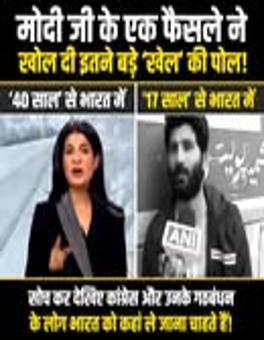 मोदी जी के एक फैसले ने
खोल दी इतने बड़े 'खेल' की पोल!
'40 साल' से भारत में
'17 साल' से भारत में
ANI
सोच कर देखिए कांग्रेस और उनके गठबंधन
के लोग भारत को कहां ले जाना चाहते हैं!